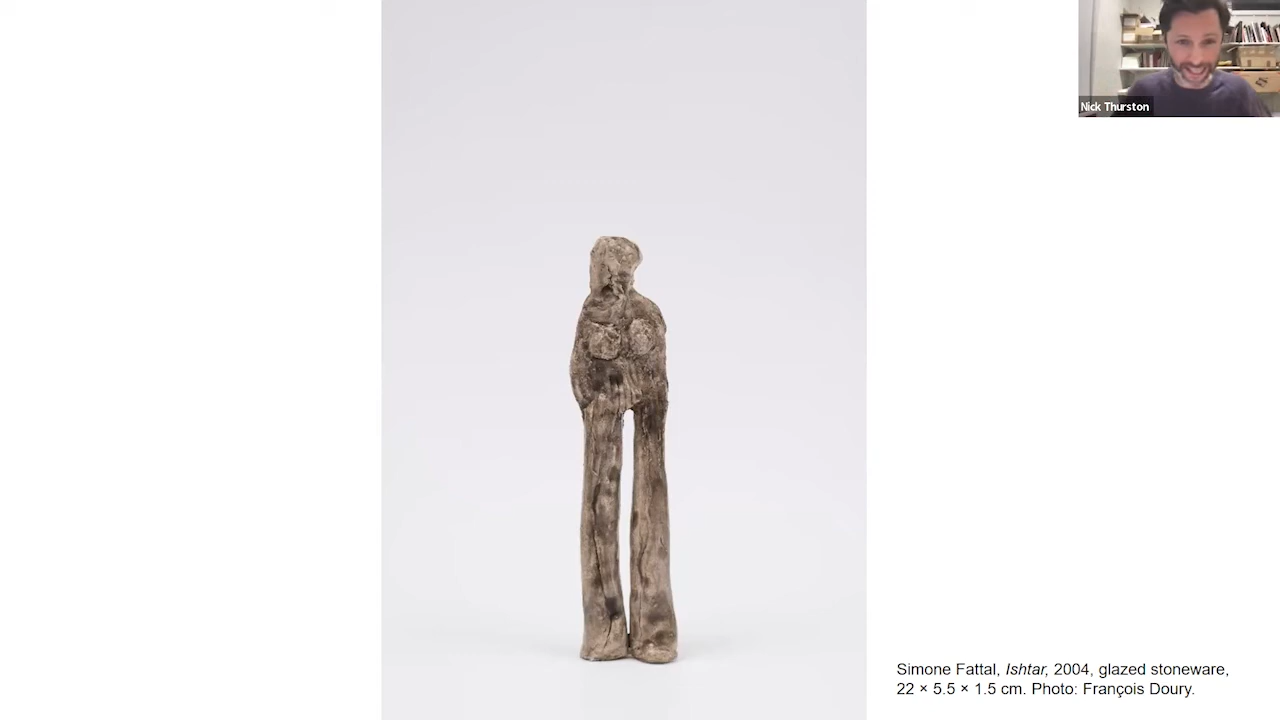 Nick Thurston
Simone Fattal, Ishtar, 2004, glazed stoneware,
22 × 5.5 × 1.5 cm. Photo: François Doury.